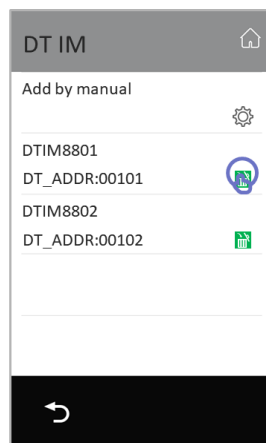 DT IM
Add by manual
DTIM8801
DT_ADDR:00101
DTIM8802
DT_ADDR:00102